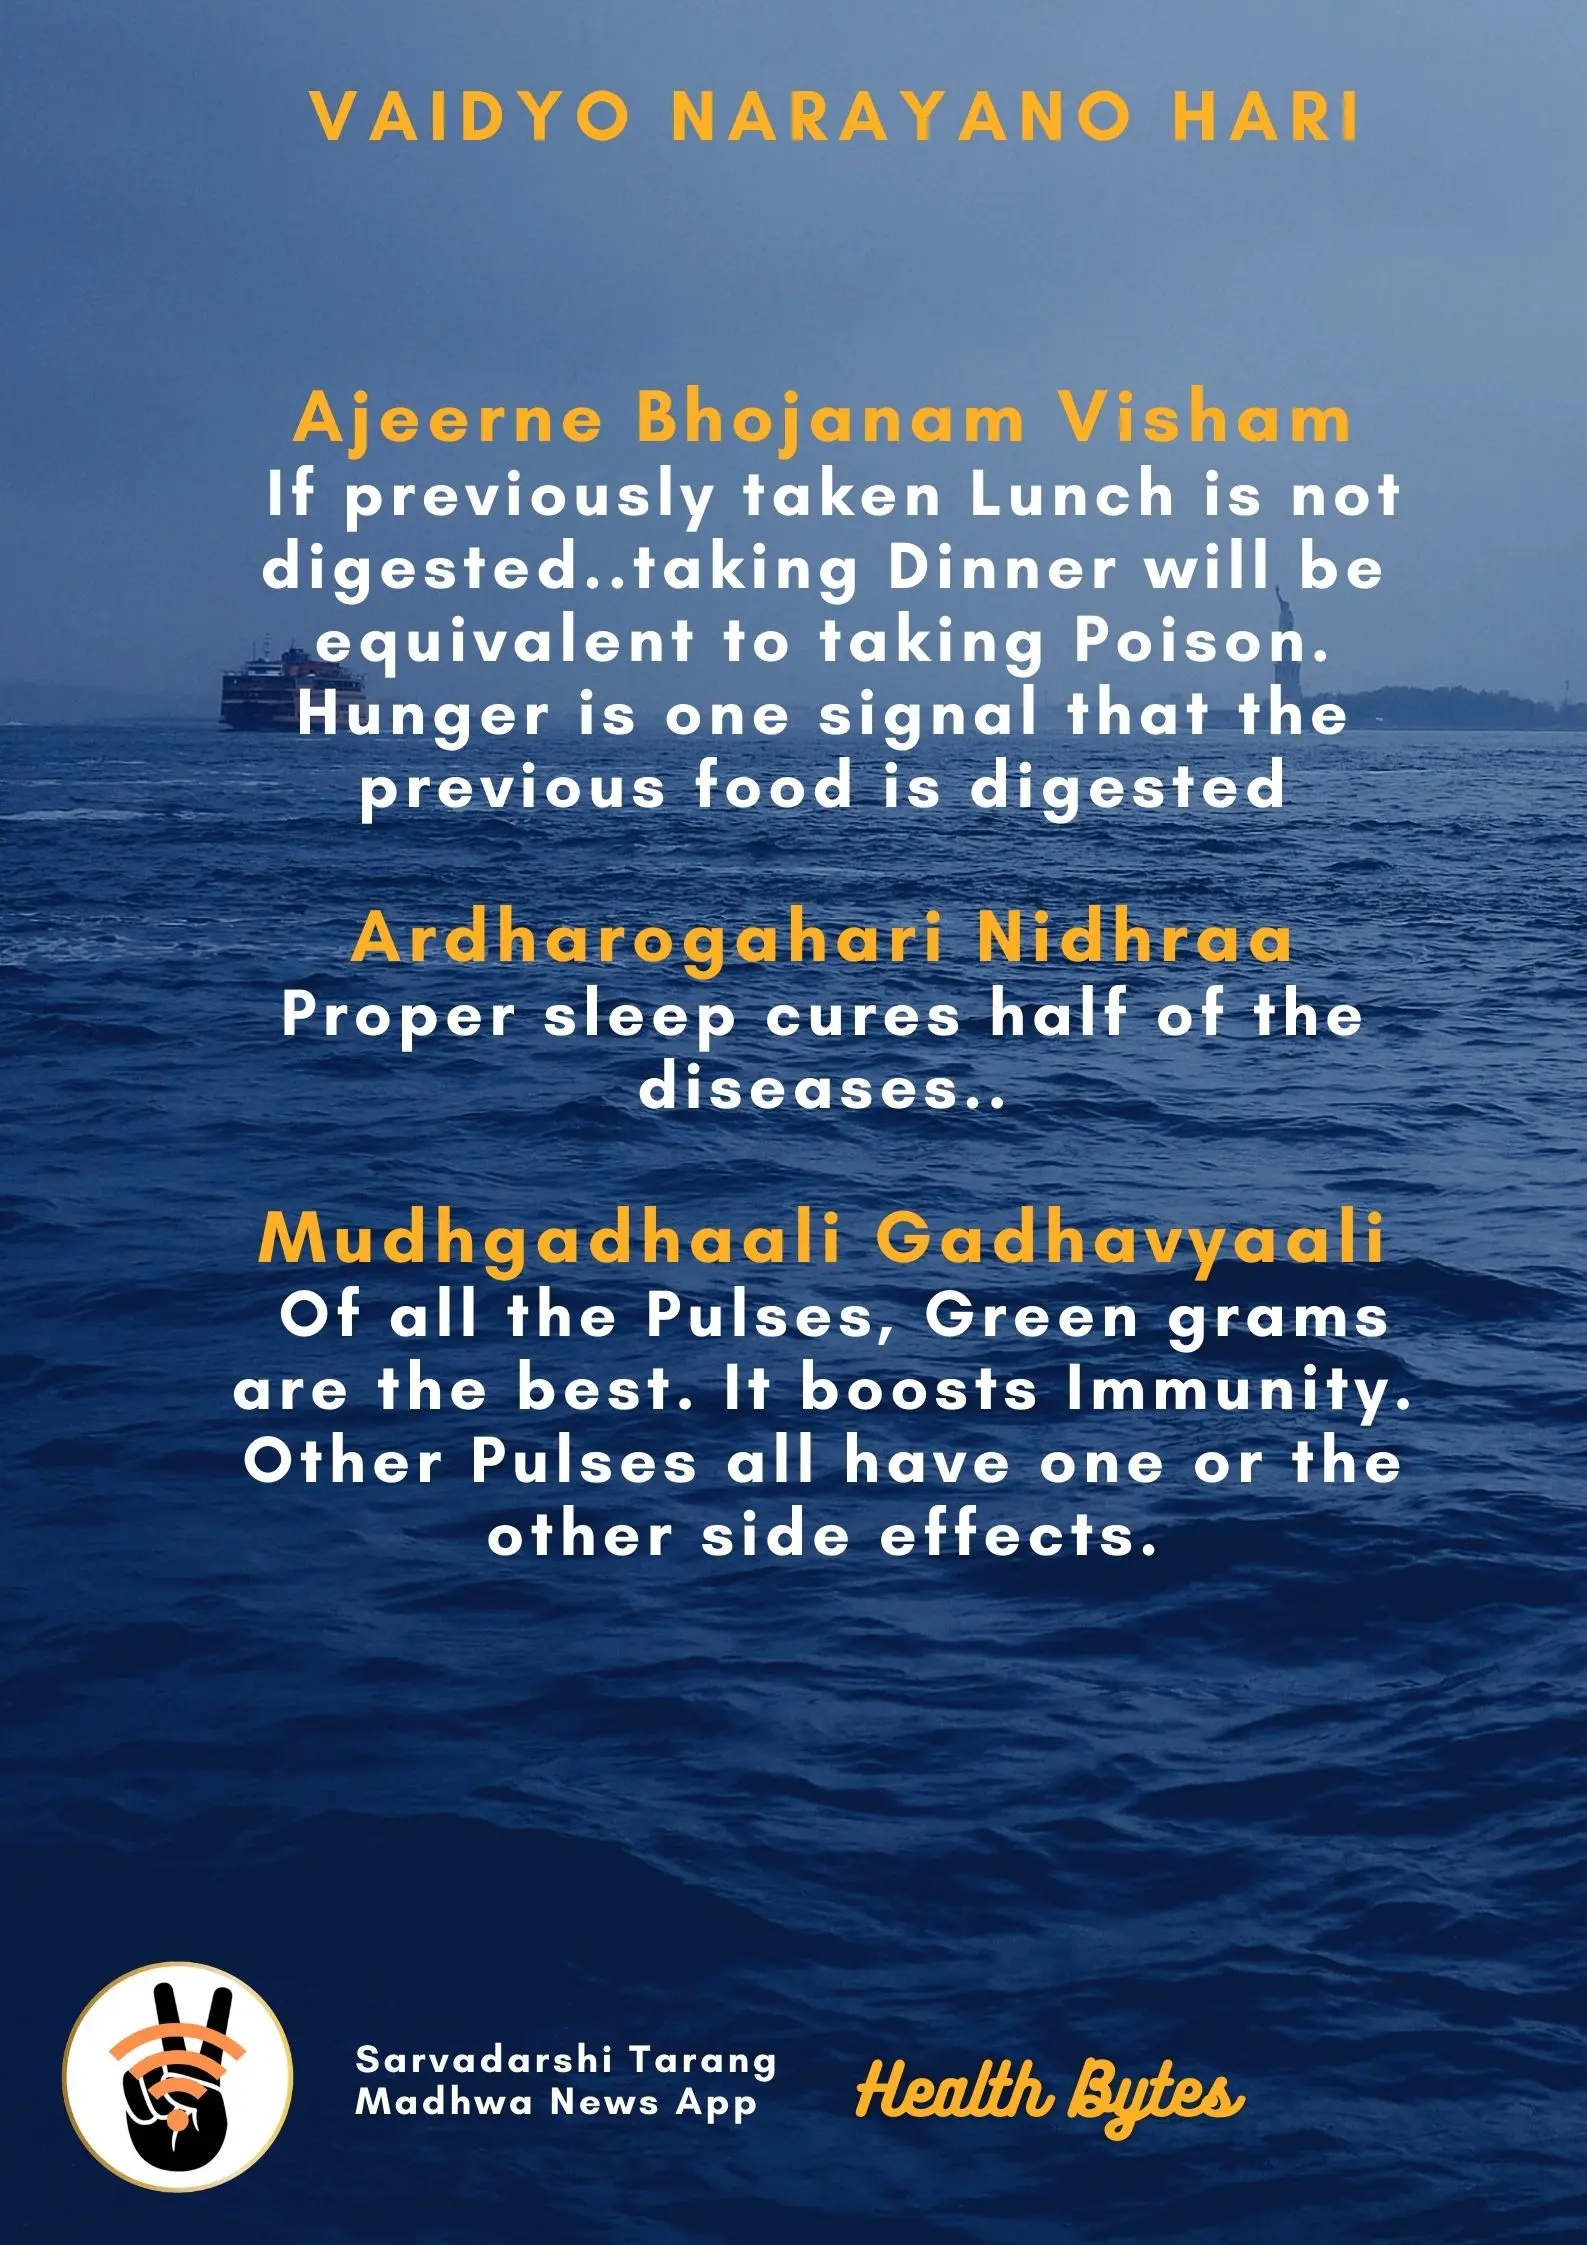 VAIDYO NARAYANO HARI
Ajeerne Bhojanam Visham
If previously taken Lunch is not
digested..taking Dinner will be
equivalent to taking Poison.
Hunger is one signal that the
previous food is digested
Ardharogahari Nidhraa
Proper sleep cures half of the
diseases..
Mudhgadhaali Gadhavyaali
Of all the Pulses, Green grams
are the best. It boosts Immunity.
Other Pulses all have one or the
other side effects.
Sarvadarshi Tarang
Madhwa News App
Health Bytes